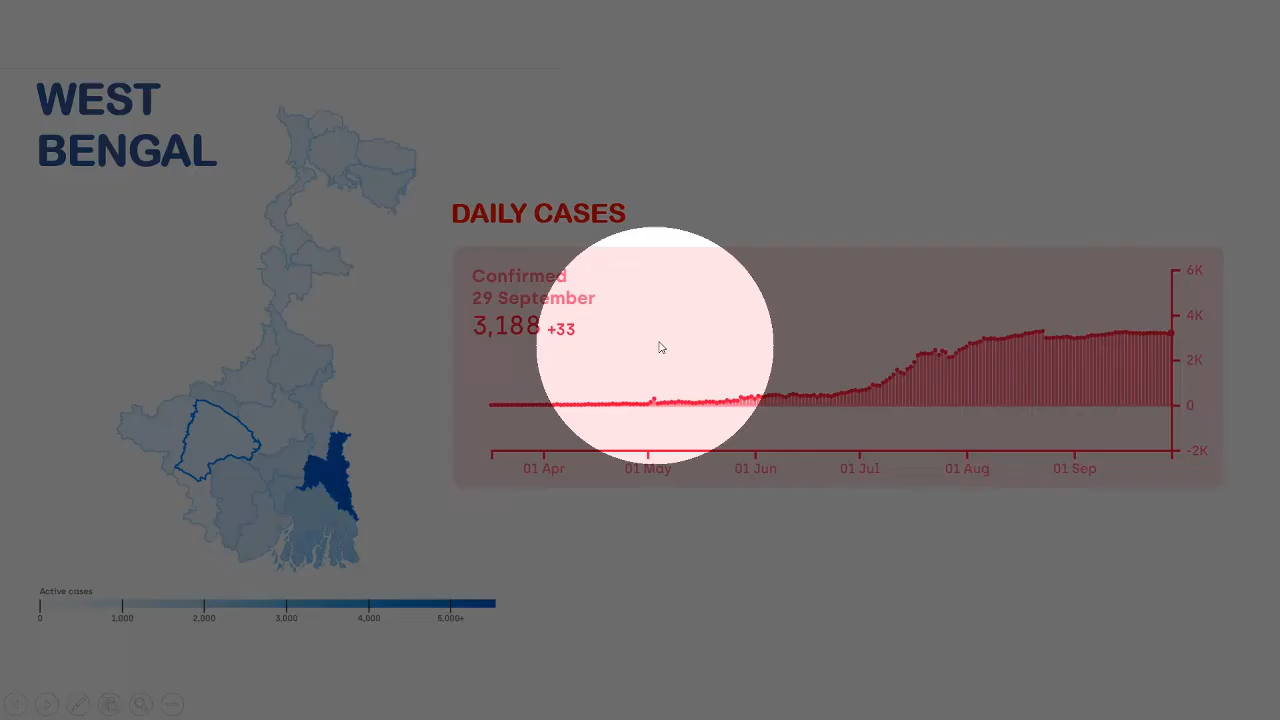 WEST
BENGAL
DAILY CASES
Confirmed
29 September
3,188 +33
6K
4K
2K
0
-2K
01 Apr
01 May
01 Jun
01 Jul
01 Aug
01 Sep
Active cases
0
1,000
2,000
3,000
4,000
5,000+